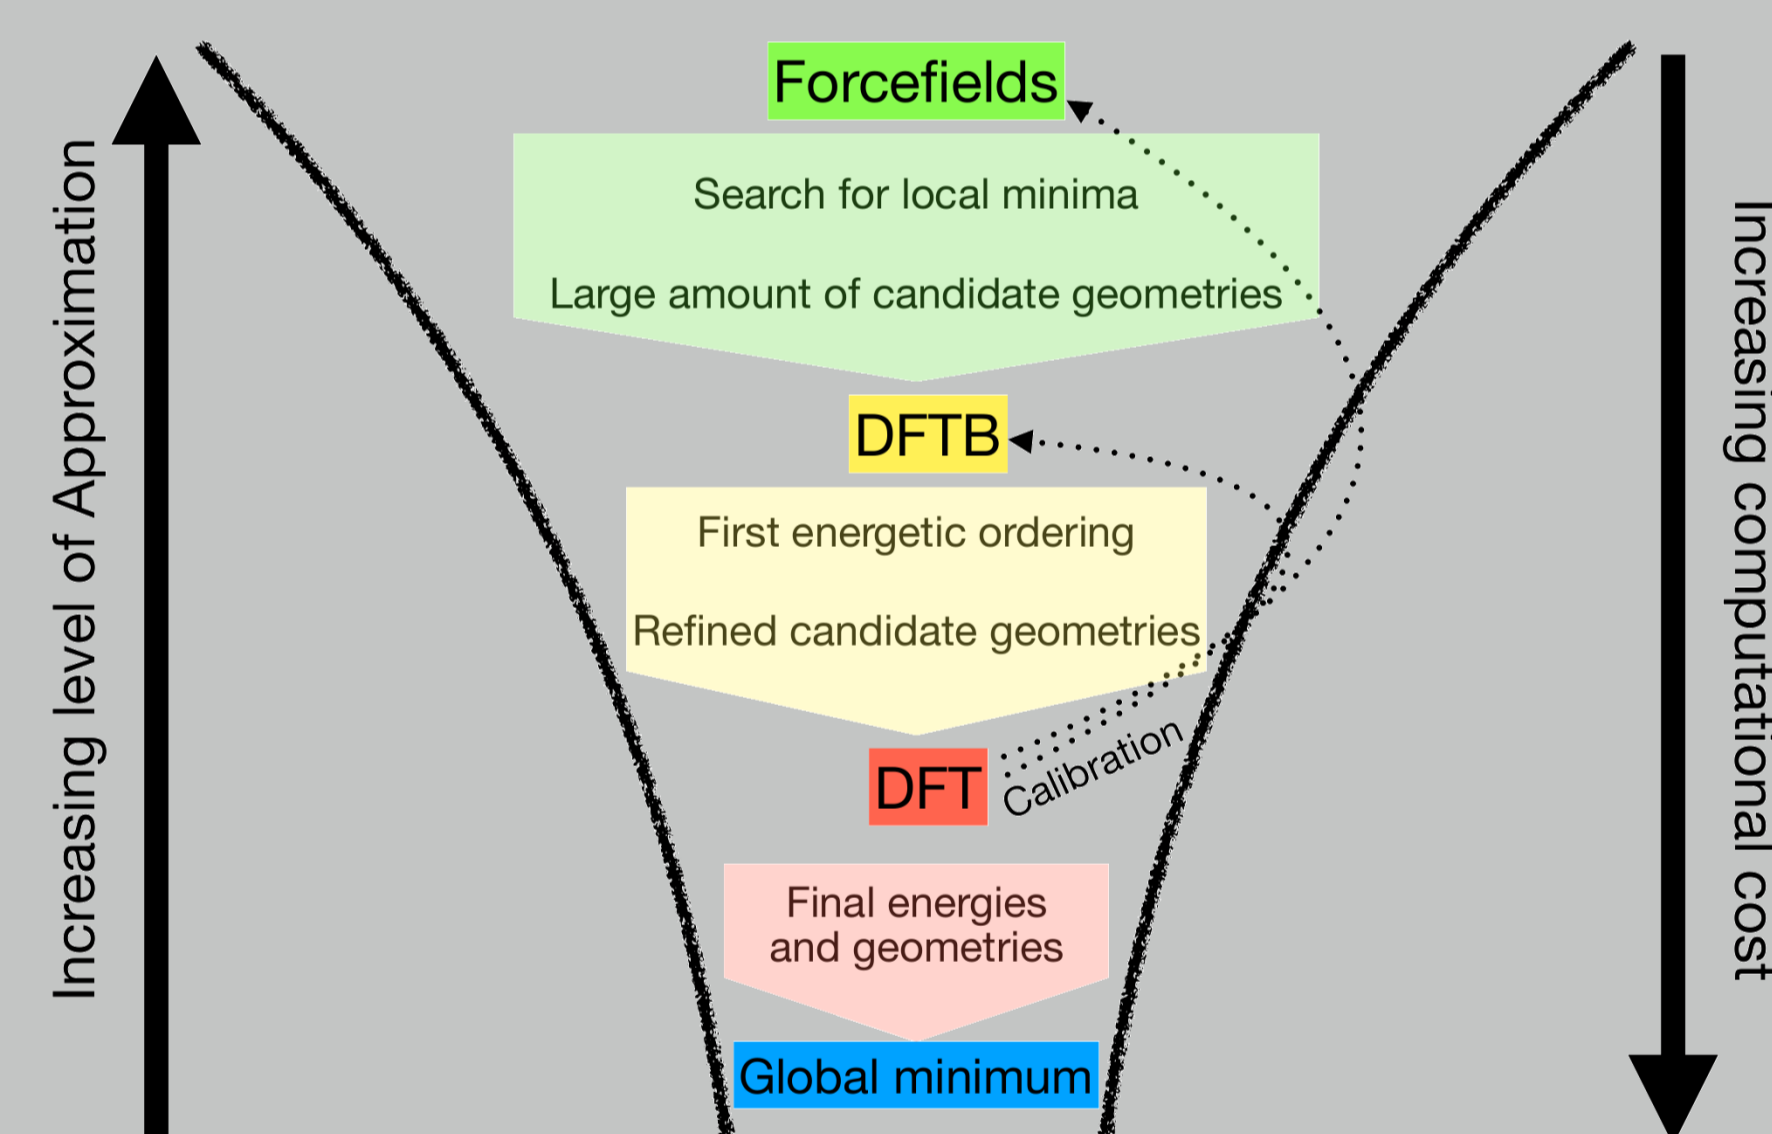 Forcefields
Search for local minima
Large amount of candidate geometries
DFTB
First energetic ordering
Refined candidate geometries
DFT
Calibration
Final energies
and geometries
Global minimum
Increasing level of Approximation
Increasing computational cost